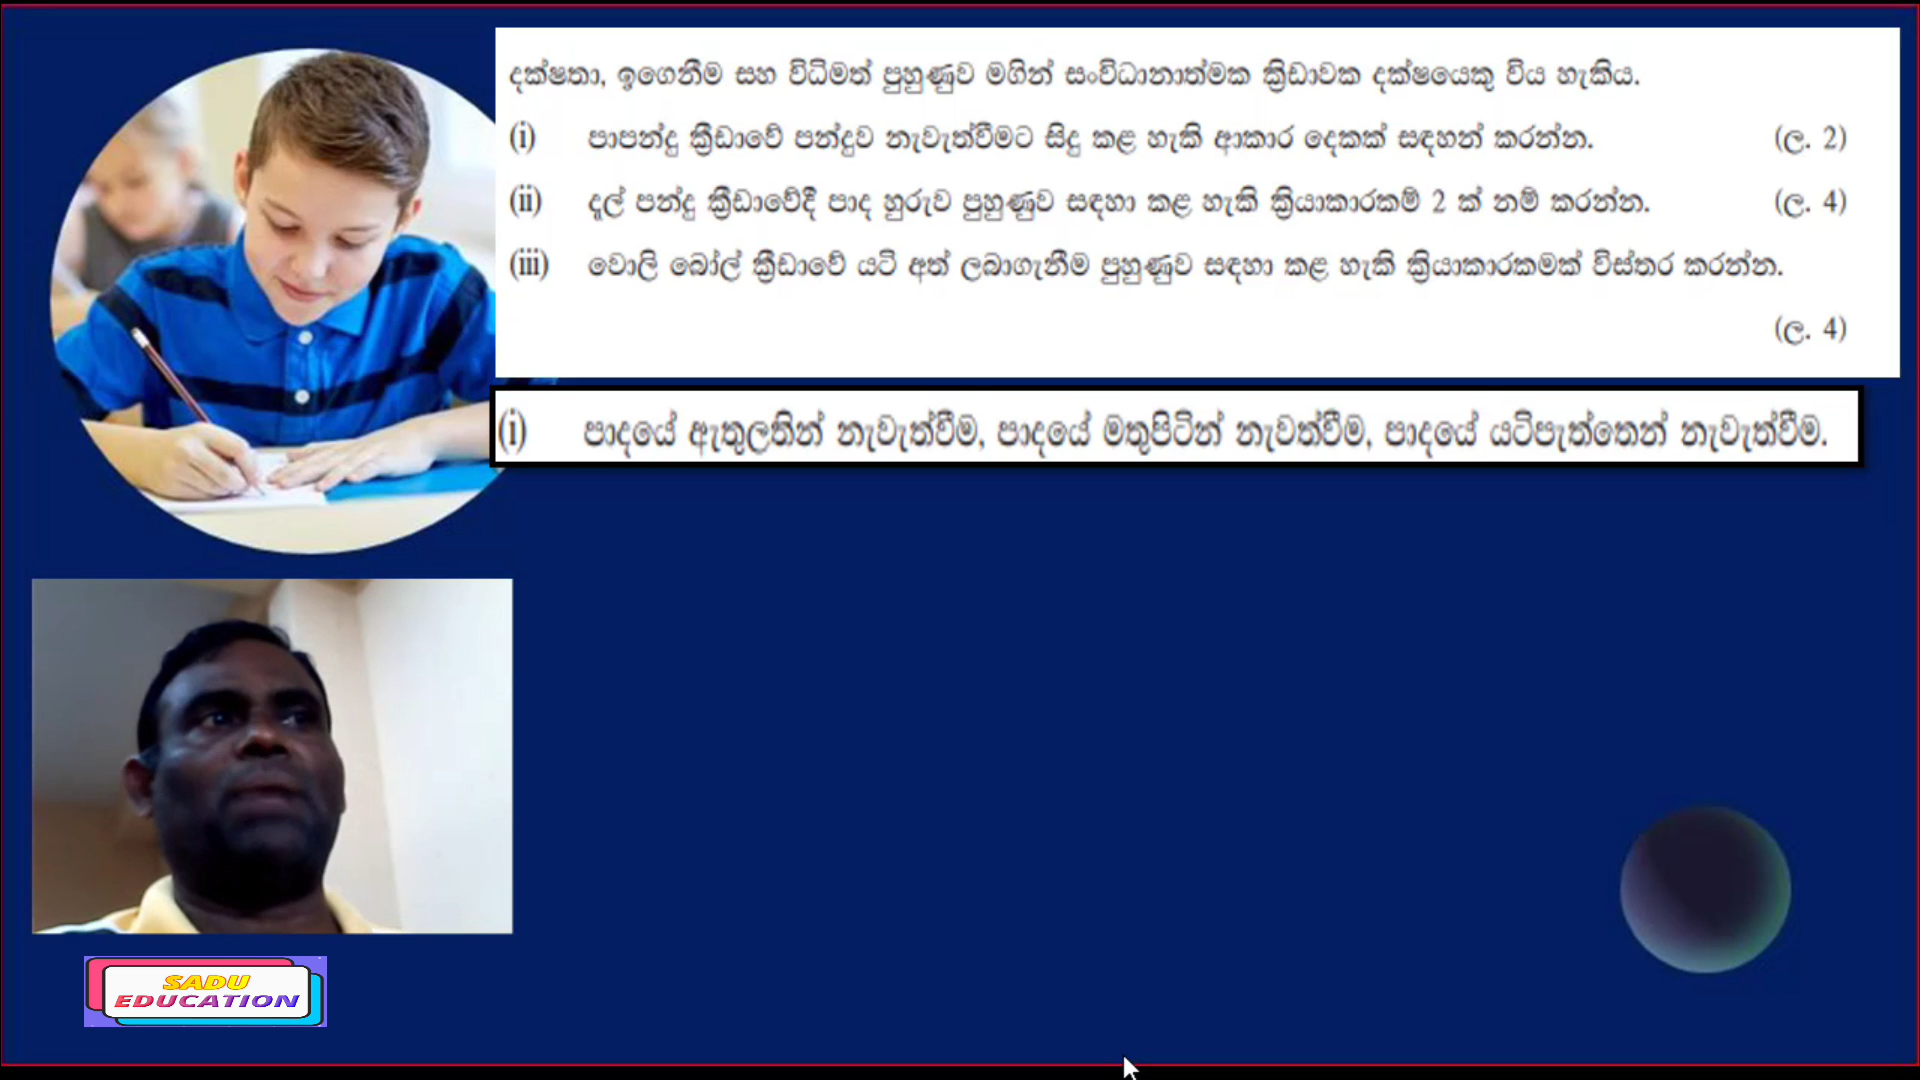 දක්ෂතා, ඉගෙනීම සහ විධිමත් පුහුණුව මගින් සංවිධානාත්මක ක්‍රිඩාවක දක්ෂයෙකු විය හැකිය.
(i) පාපන්දු ක්‍රීඩාවේ පන්දුව නැවැත්වීමට සිදු කළ හැකි ආකාර දෙකක් සඳහන් කරන්න. (ල. 2)
(ii) දැල් පන්දු ක්‍රීඩාවේදී පාද හුරුව පුහුණුව සඳහා කළ හැකි ක්‍රියාකාරකම් 2 ක් නම් කරන්න. (ල. 4)
(iii) වොලි බෝල් ක්‍රීඩාවේ යටි අත් ලබාගැනීම පුහුණුව සඳහා කළ හැකි ක්‍රියාකාරකමක් විස්තර කරන්න.
(ල. 4)
(i) පාදයේ ඇතුලතින් නැවැත්වීම, පාදයේ මතුපිටින් නැවත්වීම, පාදයේ යටිපැත්තෙන් නැවැත්වීම.
SADU
EDUCATION